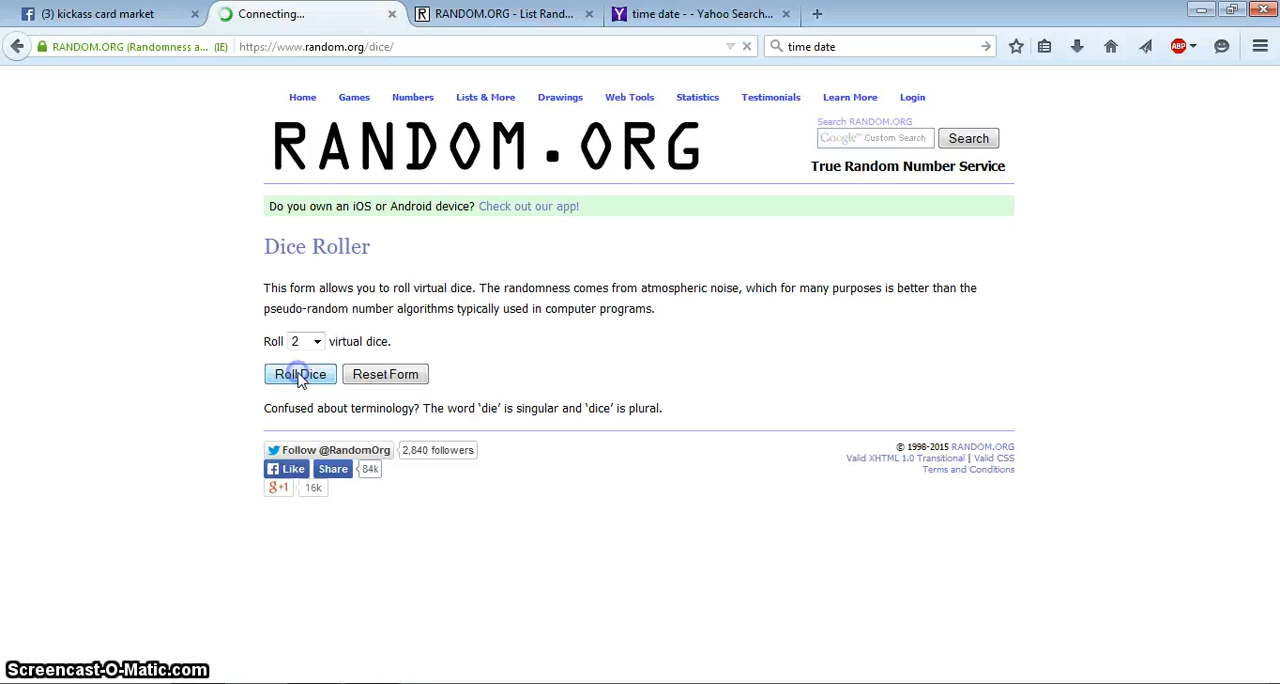 (3) kickass card market
Connecting...
RANDOM.ORG - List Rand...
time date - - Yahoo Search...
RANDOM.ORG (Randomness a... (IE)
https://www.random.org/dice/
time date
ABP
Home Games Numbers Lists & More Drawings Web Tools Statistics Testimonials Learn More Login
RANDOM.ORG
Search RANDOM.ORG
Google™ Custom Search
Search
True Random Number Service
Do you own an iOS or Android device? Check out our app!
Dice Roller
This form allows you to roll virtual dice. The randomness comes from atmospheric noise, which for many purposes is better than the
pseudo-random number algorithms typically used in computer programs.
Roll 2 virtual dice.
Roll Dice Reset Form
Confused about terminology? The word ‘die’ is singular and ‘dice’ is plural.
Follow @RandomOrg 2,840 followers
Like Share 84k
g+1 16k
© 1998-2015 RANDOM.ORG
Valid XHTML 1.0 Transitional | Valid CSS
Terms and Conditions
Screencast-O-Matic.com